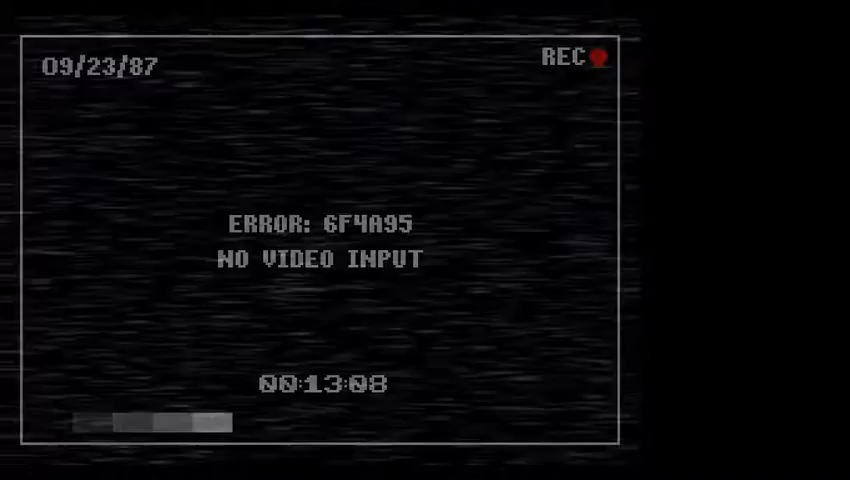 09/23/87
REC
ERROR: 6F4A95
NO VIDEO INPUT
00:13:08